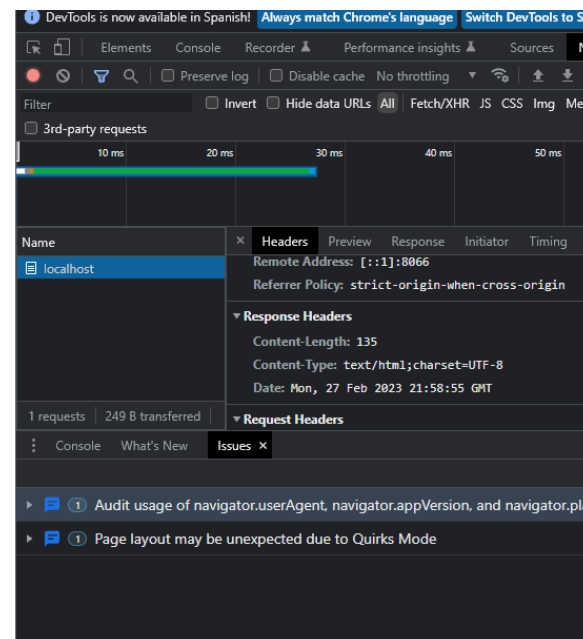 DevTools is now available in Spanish! Always match Chrome's language Switch DevTools to S
Elements Console Recorder Performance insights Sources
Preserve log Disable cache No throttling
Filter Invert Hide data URLs All Fetch/XHR JS CSS Img Me
3rd-party requests
10 ms 20 ms 30 ms 40 ms 50 ms
Name × Headers Preview Response Initiator Timing
localhost
Remote Address: [::1]:8066
Referrer Policy: strict-origin-when-cross-origin
Response Headers
Content-Length: 135
Content-Type: text/html;charset=UTF-8
Date: Mon, 27 Feb 2023 21:58:55 GMT
1 requests 249 B transferred Request Headers
Console What's New Issues ×
1 Audit usage of navigator.userAgent, navigator.appVersion, and navigator.pl
1 Page layout may be unexpected due to Quirks Mode